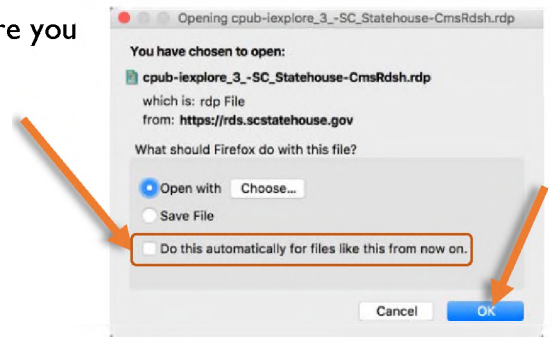 re you
Opening cpub-iexplore_3_-SC_Statehouse-CmsRdsh.rdp
You have chosen to open:
cpub-iexplore_3_-SC_Statehouse-CmsRdsh.rdp
which is: rdp File
from: https://rds.scstatehouse.gov
What should Firefox do with this file?
Open with Choose...
Save File
Do this automatically for files like this from now on.
Cancel OK